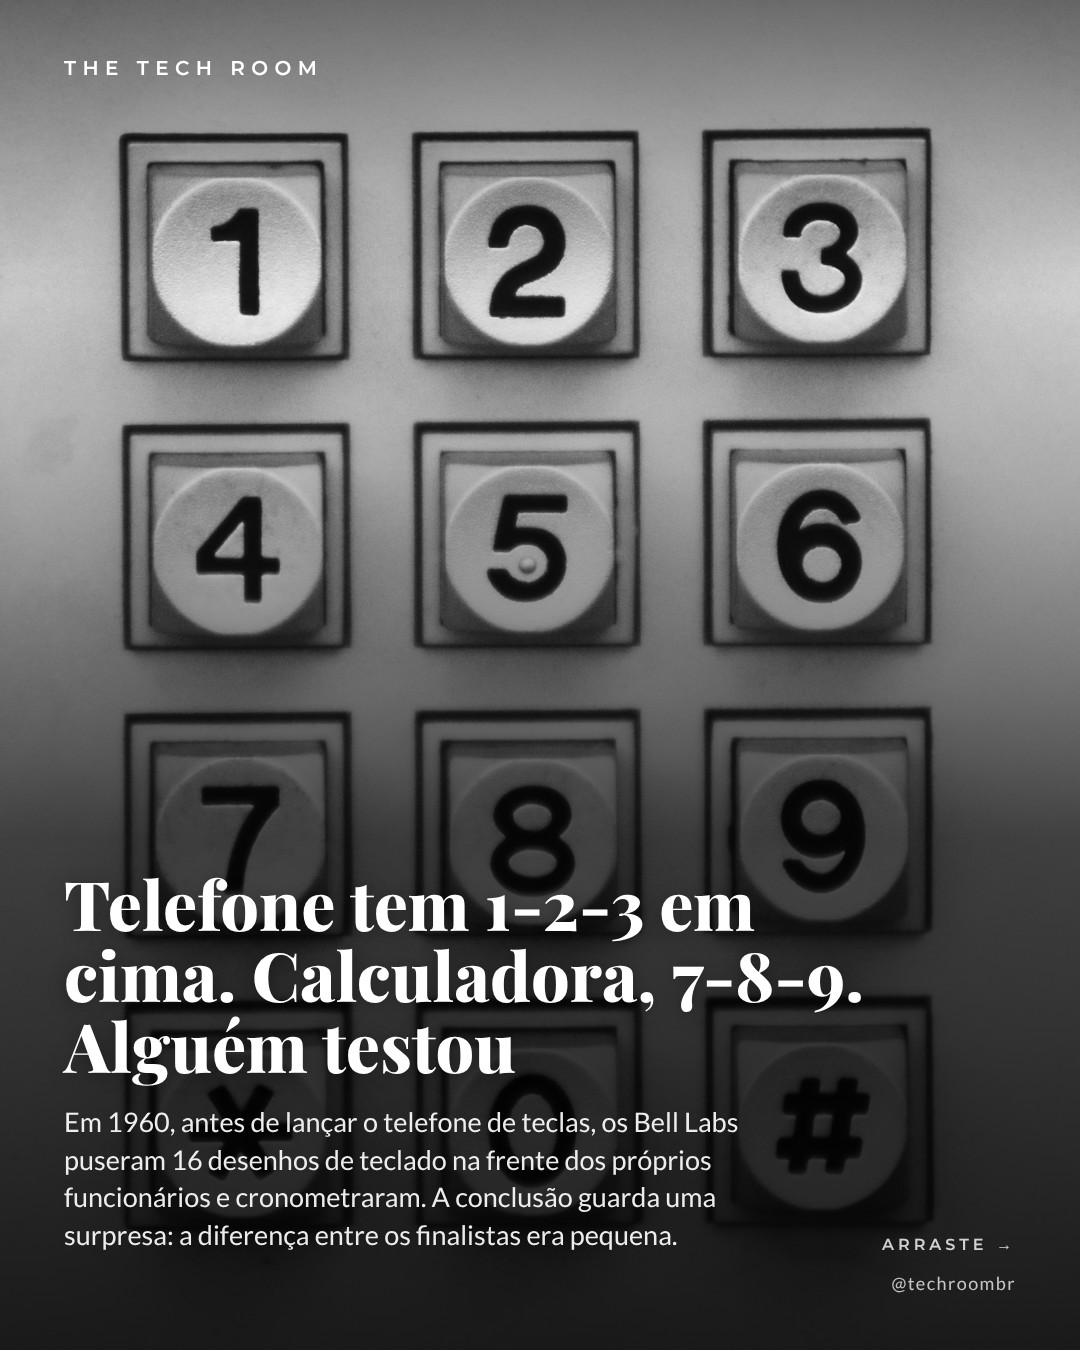 THE TECH ROOM
1 2 3
4 5 6
7 8 9
* 0 #
Telefone tem 1-2-3 em
cima. Calculadora, 7-8-9.
Alguém testou
Em 1960, antes de lançar o telefone de teclas, os Bell Labs
puseram 16 desenhos de teclado na frente dos próprios
funcionários e cronometraram. A conclusão guarda uma
surpresa: a diferença entre os finalistas era pequena.
ARRASTE →
@techroombr